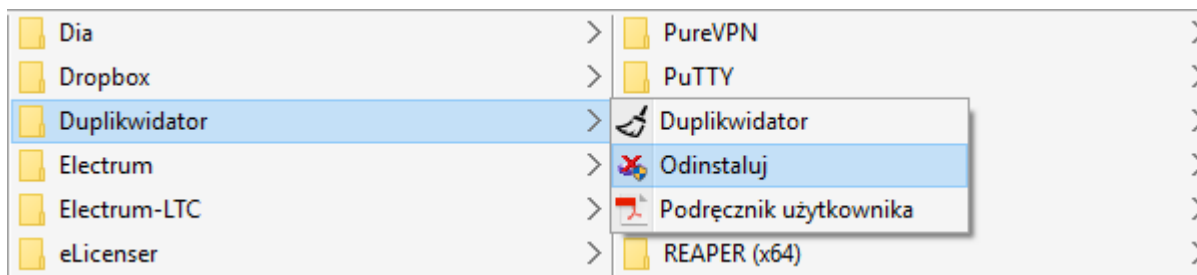 Dia
Dropbox
Duplikwidator
Electrum
Electrum-LTC
eLicenser
PureVPN
PuTTY
Duplikwidator
Odinstaluj
Podręcznik użytkownika
REAPER (x64)